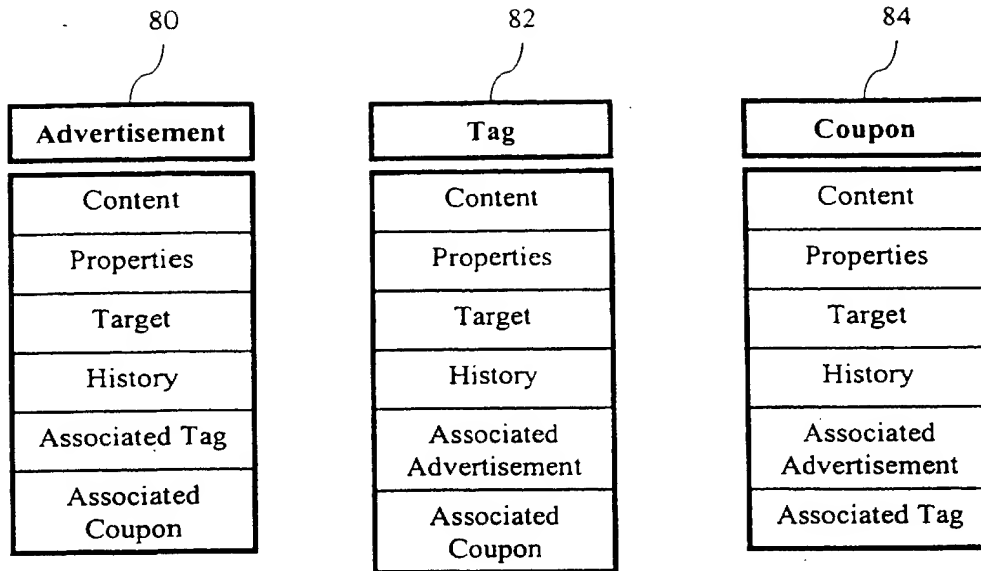 80
Advertisement
Content
Properties
Target
History
Associated Tag
Associated
Coupon
82
Tag
Content
Properties
Target
History
Associated
Advertisement
Associated
Coupon
84
Coupon
Content
Properties
Target
History
Associated
Advertisement
Associated Tag